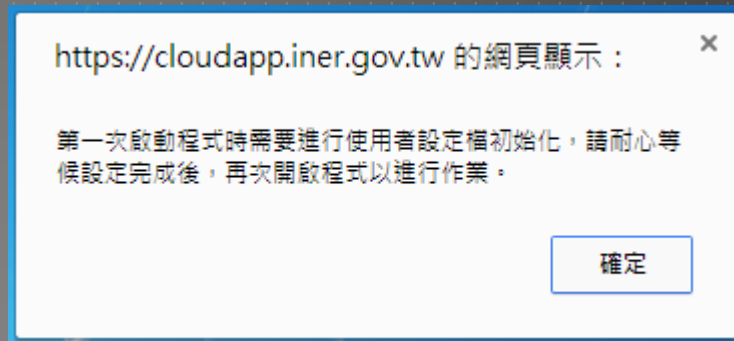 https://cloudapp.iner.gov.tw 的網頁顯示：
第一次啟動程式時需要進行使用者設定檔初始化，請耐心等
候設定完成後，再次開啟程式以進行作業。
確定